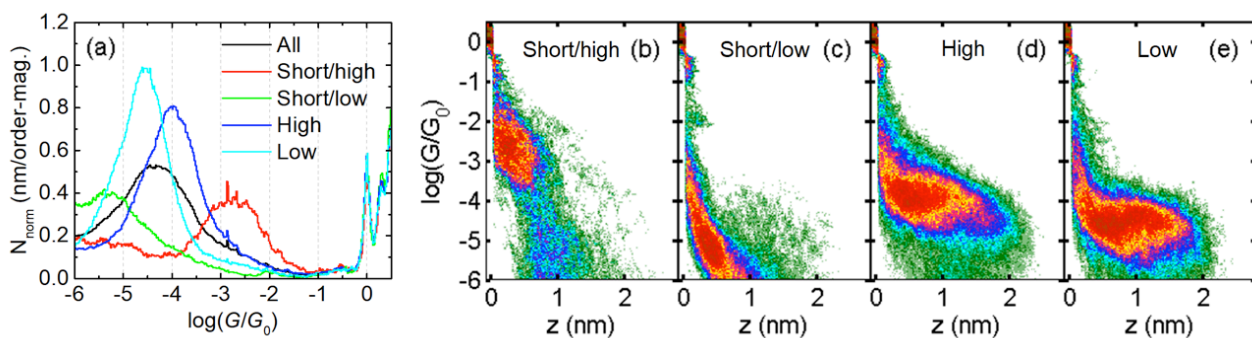 (a)
All
Short/high
Short/low
High
Low
N_norm (nm/order-mag.)
1.2
1.0
0.8
0.6
0.4
0.2
0.0
-6 -5 -4 -3 -2 -1 0
log(G/G₀)
Short/high (b)
Short/low (c)
High (d)
Low (e)
log(G/G₀)
0
-1
-2
-3
-4
-5
-6
0 1 2
0 1 2
0 1 2
0 1 2
z (nm)
z (nm)
z (nm)
z (nm)